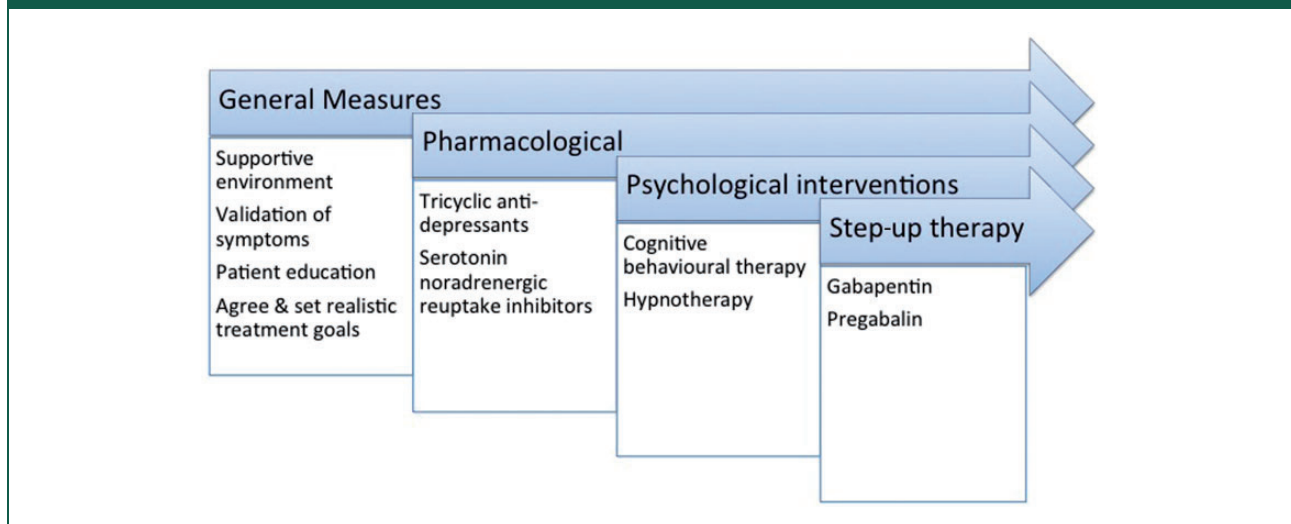 General Measures
Supportive
environment
Validation of
symptoms
Patient education
Agree & set realistic
treatment goals
Pharmacological
Tricyclic anti-
depressants
Serotonin
noradrenergic
reuptake inhibitors
Psychological interventions
Cognitive
behavioural therapy
Hypnotherapy
Step-up therapy
Gabapentin
Pregabalin